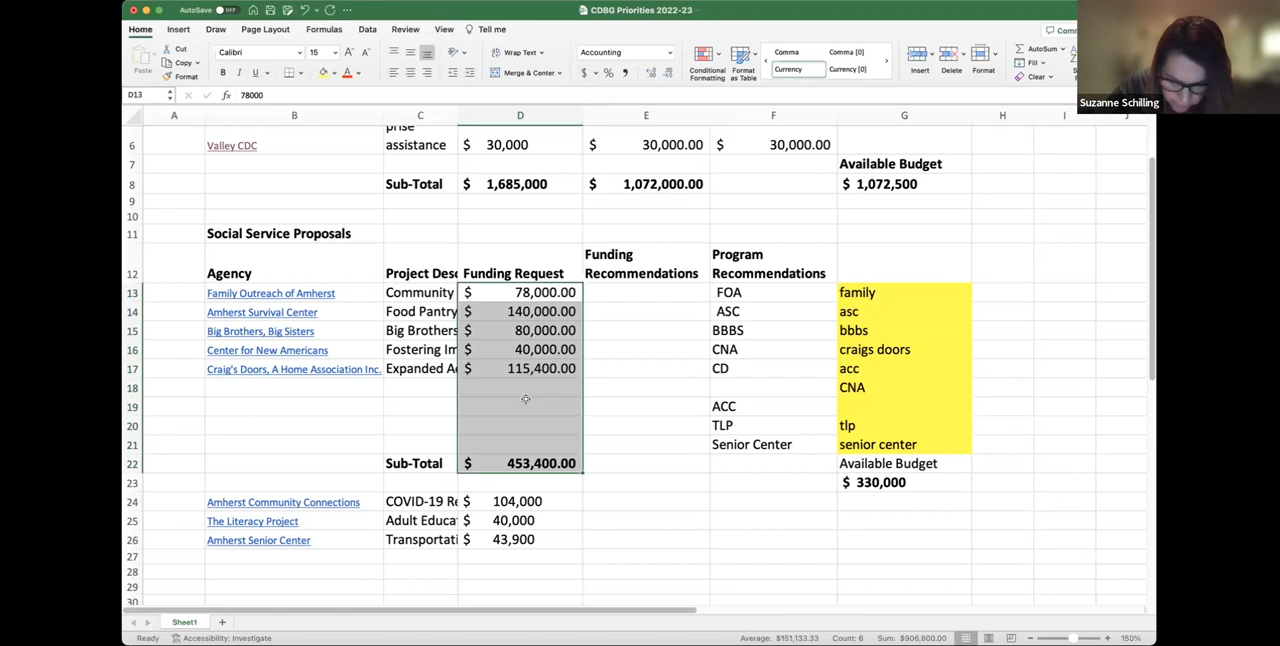 AutoSave OFF CDBG Priorities 2022-23
Home Insert Draw Page Layout Formulas Data Review View Tell me
Cut Calibri 15 Wrap Text Accounting Comma Comma [0] AutoSum
Paste Copy Fill
Format Merge & Center Conditional Formatting Format as Table Currency Currency [0] Insert Delete Format Clear
Suzanne Schilling
D13 fx 78000
A B C D E F G H I J
prise
6 Valley CDC assistance $ 30,000 $ 30,000.00 $ 30,000.00
7 Available Budget
8 Sub-Total $ 1,685,000 $ 1,072,000.00 $ 1,072,500
9
10
11 Social Service Proposals
Funding Program
12 Agency Project Desc Funding Request Recommendations Recommendations
13 Family Outreach of Amherst Community $ 78,000.00 FOA family
14 Amherst Survival Center Food Pantry $ 140,000.00 ASC asc
15 Big Brothers, Big Sisters Big Brothers $ 80,000.00 BBBS bbbs
16 Center for New Americans Fostering Im $ 40,000.00 CNA craigs doors
17 Craig's Doors, A Home Association Inc. Expanded Ac $ 115,400.00 CD acc
18 CNA
19 ACC
20 TLP tlp
21 Senior Center senior center
22 Sub-Total $ 453,400.00 Available Budget
23 $ 330,000
24 Amherst Community Connections COVID-19 Re $ 104,000
25 The Literacy Project Adult Educa $ 40,000
26 Amherst Senior Center Transportati $ 43,900
27
28
29
30
Sheet1
Ready Accessibility: Investigate Average: $151,133.33 Count: 6 Sum: $906,800.00 150%